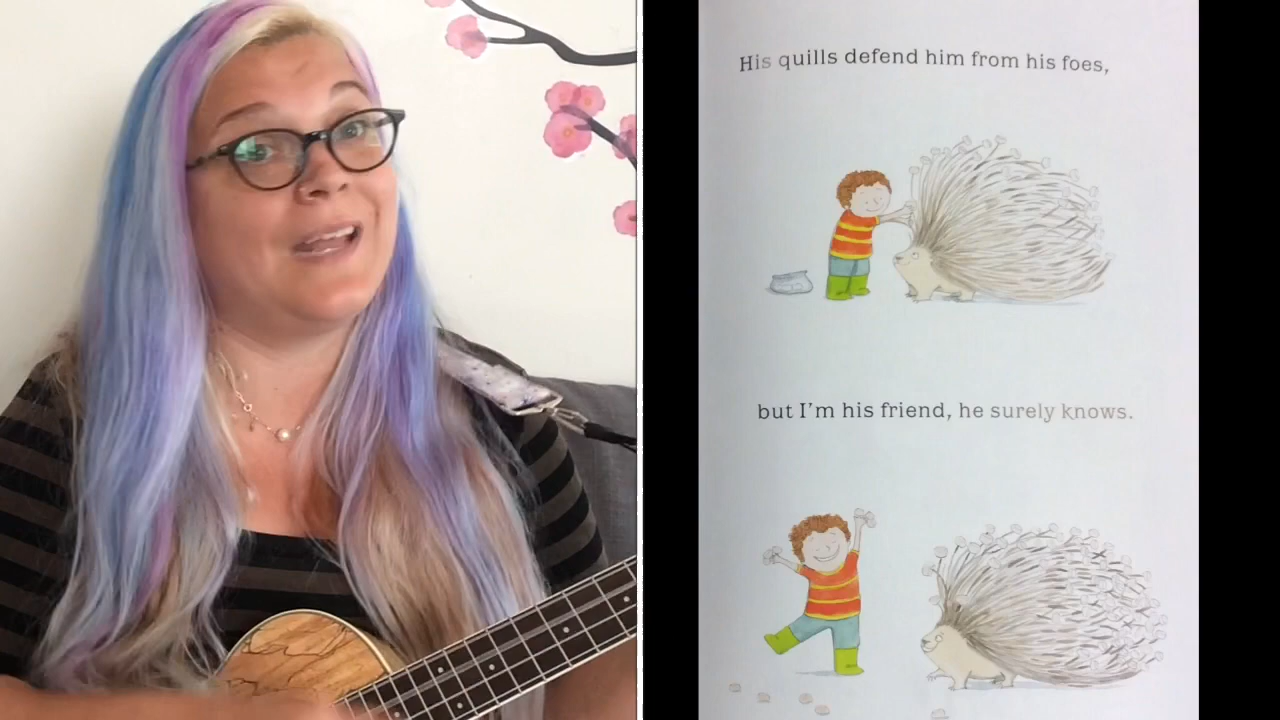 His quills defend him from his foes,
but I'm his friend, he surely knows.